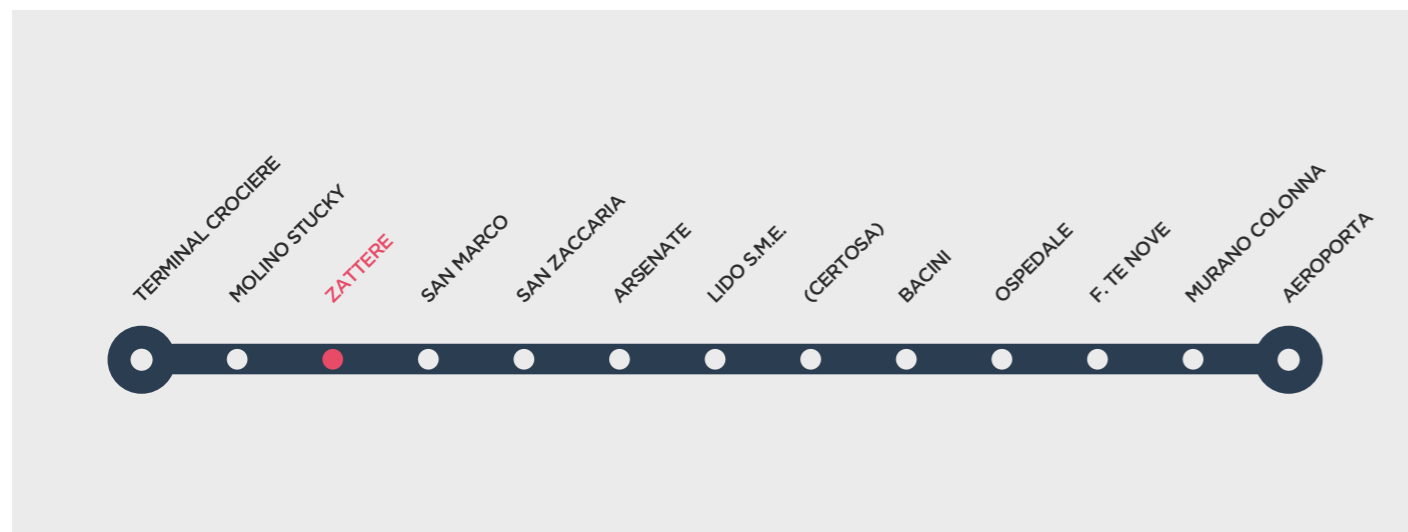 TERMINAL CROCIERE
MOLINO STUCKY
ZATTERE
SAN MARCO
SAN ZACCARIA
ARSENATE
LIDO S.M.E.
(CERTOSA)
BACINI
OSPEDALE
F. TE NOVE
MURANO COLONNA
AEROPORTA